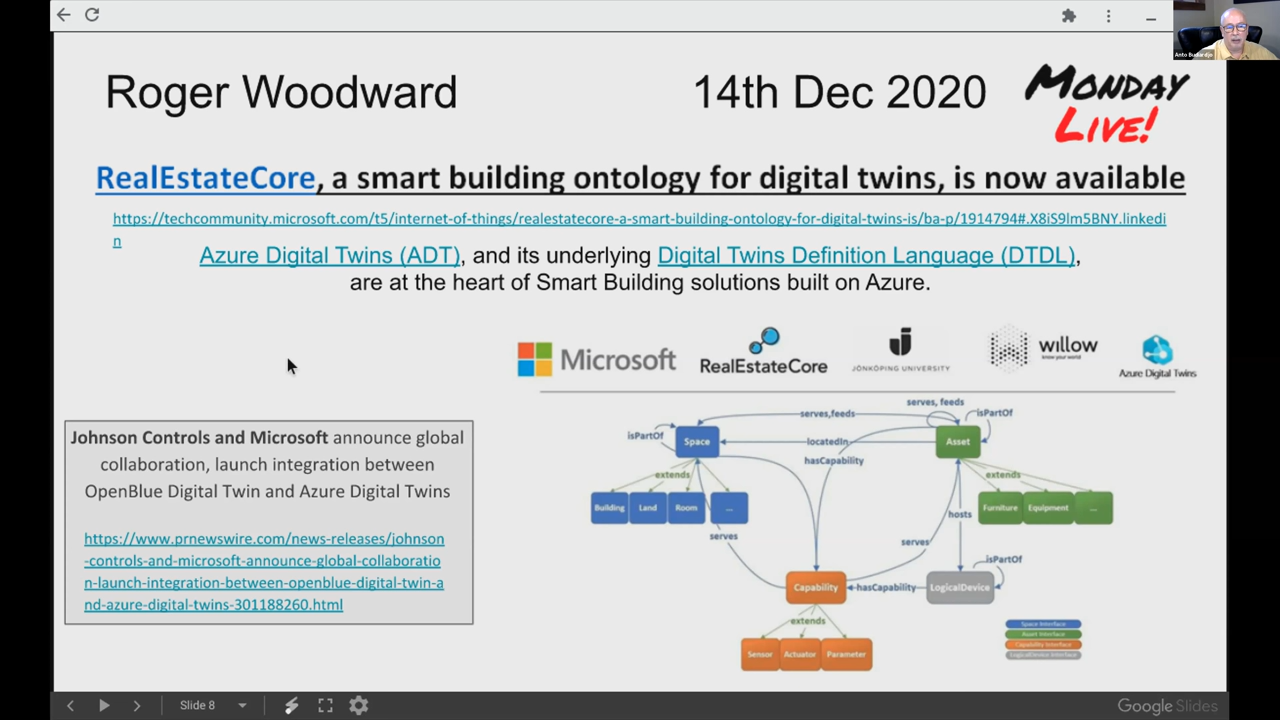 Anto Budiardjo
Roger Woodward
14th Dec 2020
MONDAY
LIVE!
RealEstateCore, a smart building ontology for digital twins, is now available
https://techcommunity.microsoft.com/t5/internet-of-things/realestatecore-a-smart-building-ontology-for-digital-twins-is/ba-p/1914794#.X8iS9lm5BNY.linkedi
n
Azure Digital Twins (ADT), and its underlying Digital Twins Definition Language (DTDL),
are at the heart of Smart Building solutions built on Azure.
Microsoft
RealEstateCore
JÖNKÖPING UNIVERSITY
willow
know your world
Azure Digital Twins
Johnson Controls and Microsoft announce global
collaboration, launch integration between
OpenBlue Digital Twin and Azure Digital Twins
https://www.prnewswire.com/news-releases/johnson
-controls-and-microsoft-announce-global-collaboratio
n-launch-integration-between-openblue-digital-twin-a
nd-azure-digital-twins-301188260.html
serves, feeds
serves,feeds
isPartOf
isPartOf
Space
locatedIn
Asset
hasCapability
extends
extends
Building
Land
Room
...
Furniture
Equipment
...
hosts
serves
serves
isPartOf
Capability
hasCapability
LogicalDevice
extends
Sensor
Actuator
Parameter
Space Interface
Asset Interface
Capability Interface
LogicalDevice Interface
Slide 8
Google Slides